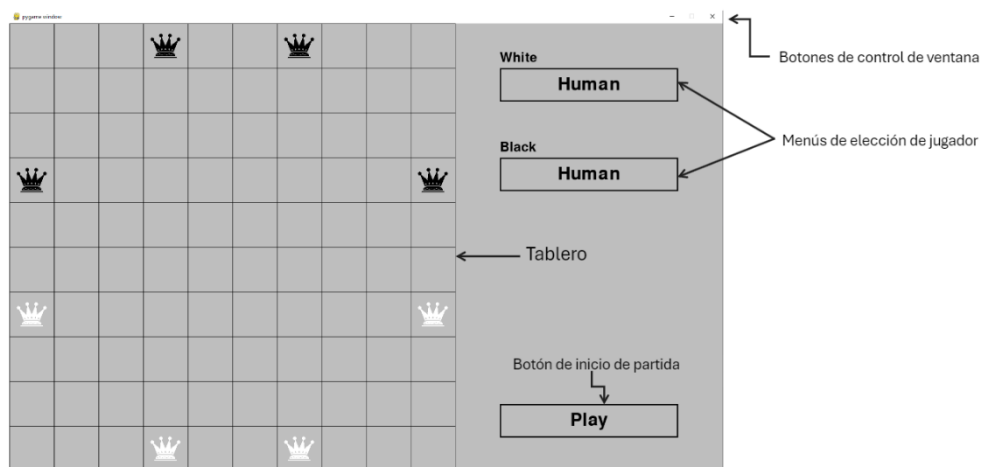 pygame window
Botones de control de ventana
White
Human
Menús de elección de jugador
Black
Human
Tablero
Botón de inicio de partida
Play